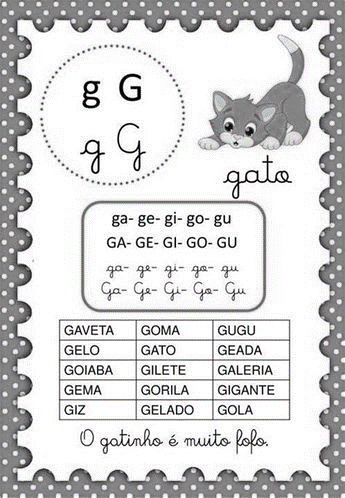 g G
g G
gato
ga- ge- gi- go- gu
GA- GE- GI- GO- GU
ga- ge- gi- go- gu
Ga- Ge- Gi- Go- Gu
GAVETA GOMA GUGU
GELO GATO GEADA
GOIABA GILETE GALERIA
GEMA GORILA GIGANTE
GIZ GELADO GOLA
O gatinho é muito fofo.